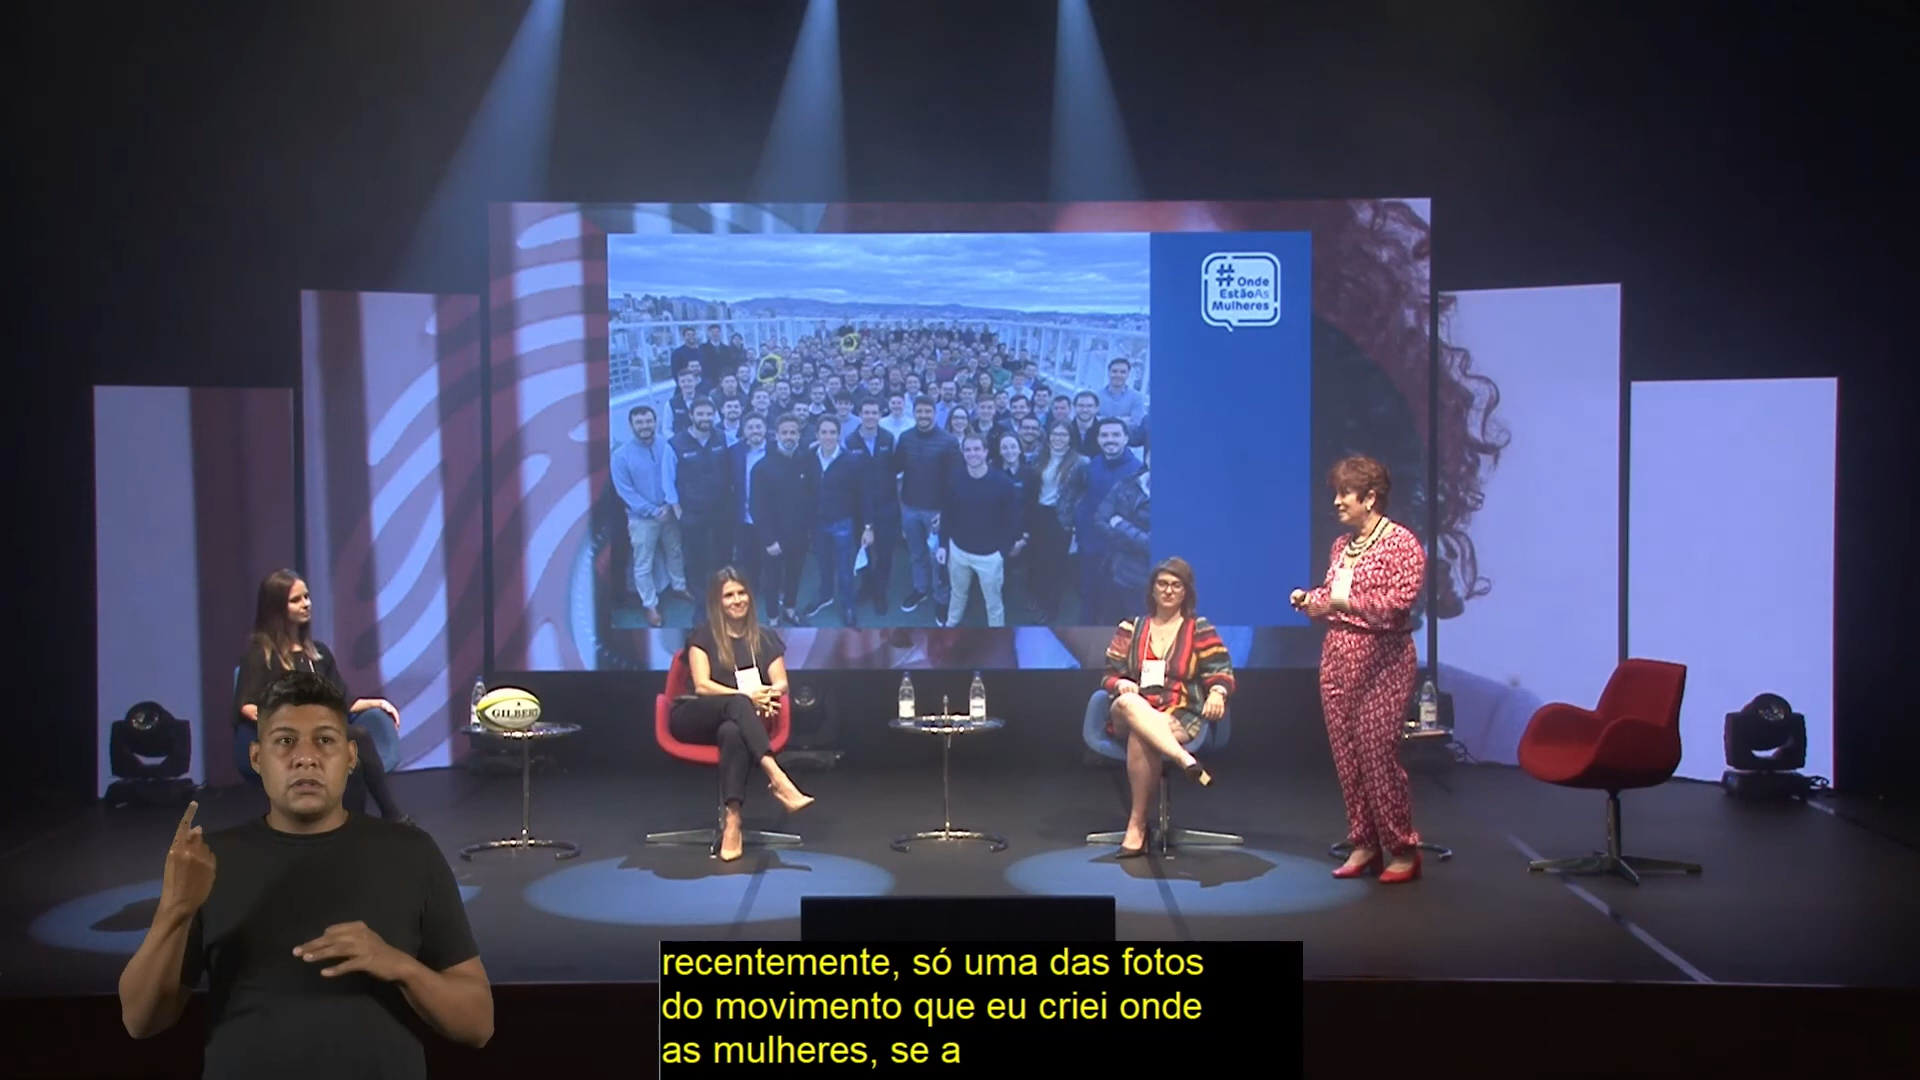 # Onde
EstãoAs
Mulheres
GILBERT
recentemente, só uma das fotos
do movimento que eu criei onde
as mulheres, se a